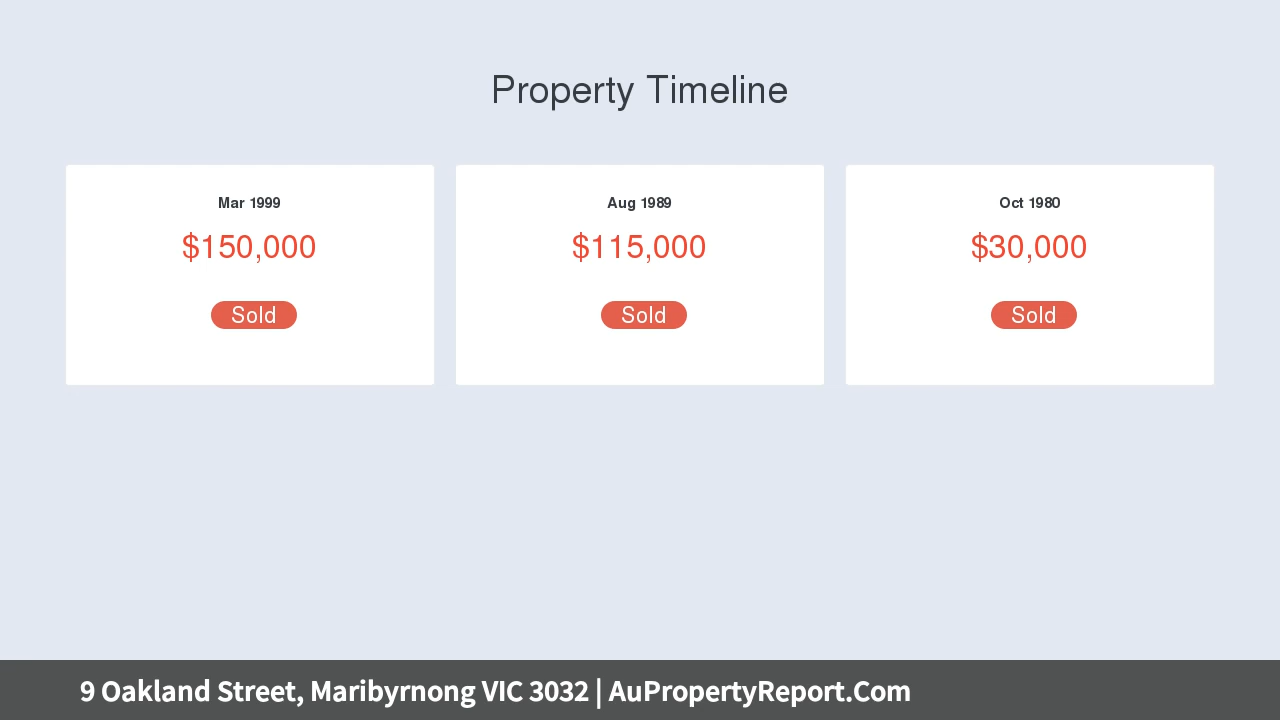 Property Timeline
Mar 1999
$150,000
Sold
Aug 1989
$115,000
Sold
Oct 1980
$30,000
Sold
9 Oakland Street, Maribyrnong VIC 3032 | AuPropertyReport.Com